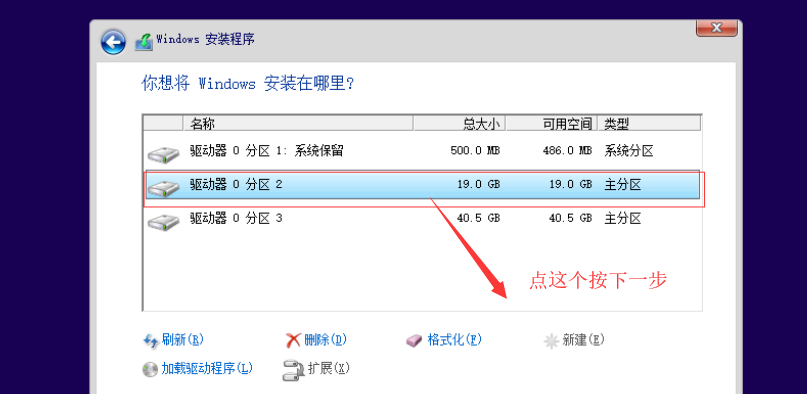 Windows 安装程序
你想将 Windows 安装在哪里?
名称 总大小 可用空间 类型
驱动器 0 分区 1: 系统保留 500.0 MB 486.0 MB 系统分区
驱动器 0 分区 2 19.0 GB 19.0 GB 主分区
驱动器 0 分区 3 40.5 GB 40.5 GB 主分区
点这个按下一步
刷新(R) 删除(D) 格式化(F) 新建(E)
加载驱动程序(L) 扩展(X)